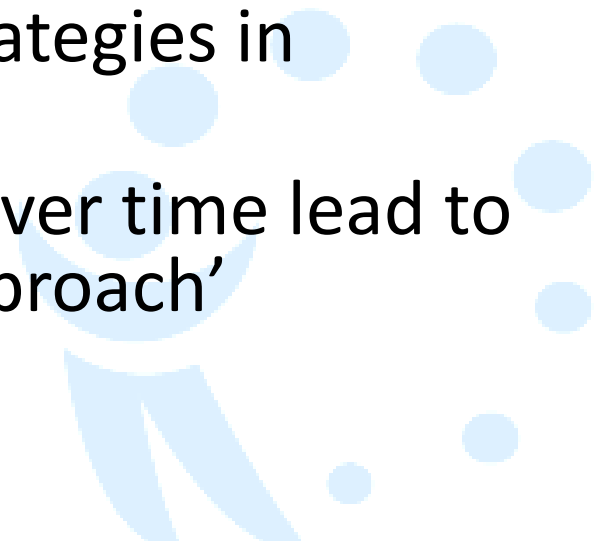 ategies in
ver time lead to
proach’